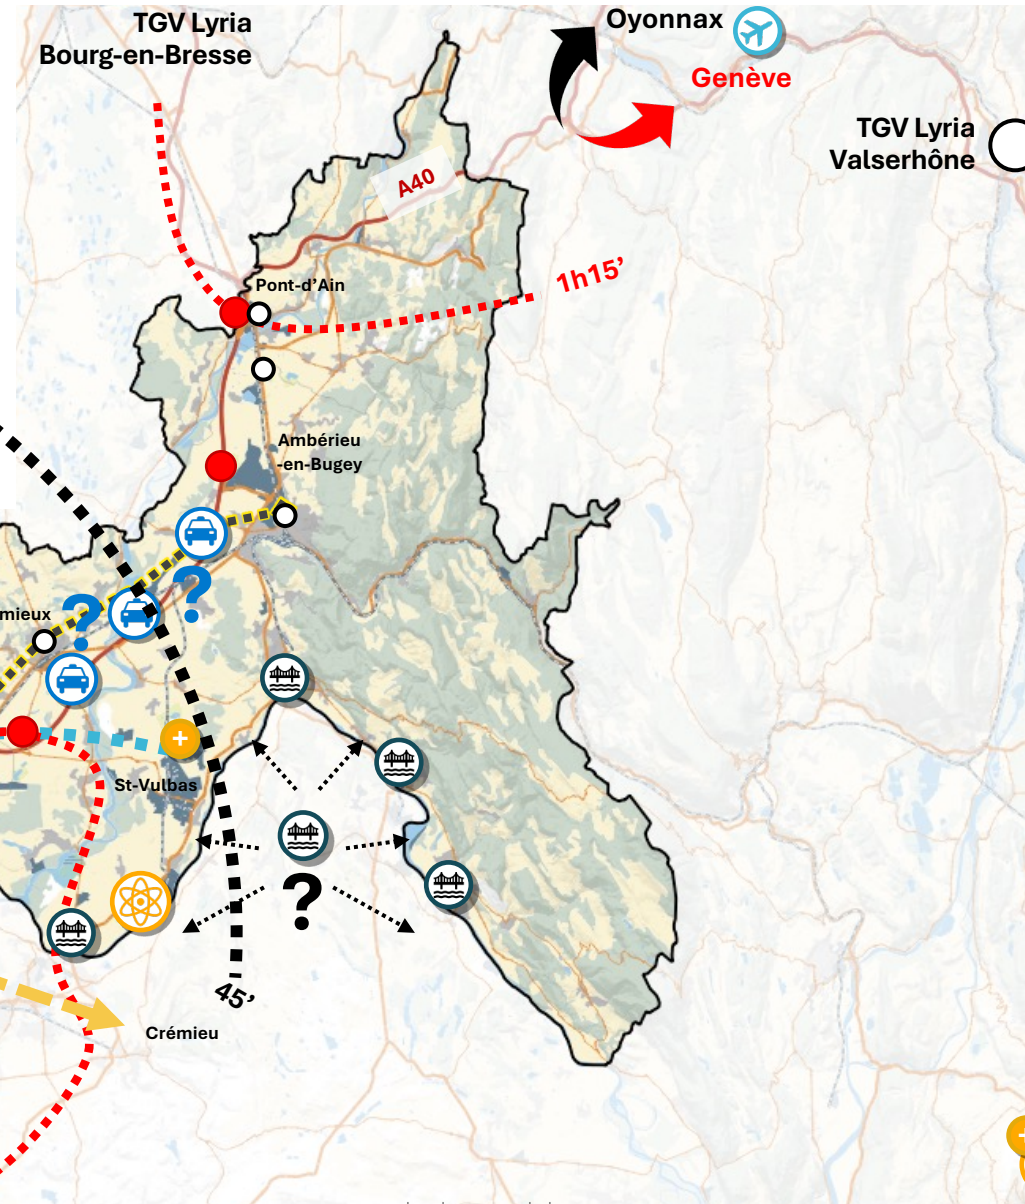 TGV Lyria
Bourg-en-Bresse
Oyonnax
Genève
TGV Lyria
Valserhône
A40
1h15’
Pont-d’Ain
Ambérieu
-en-Bugey
?
?
mieux
+
St-Vulbas
?
45’
Crémieu